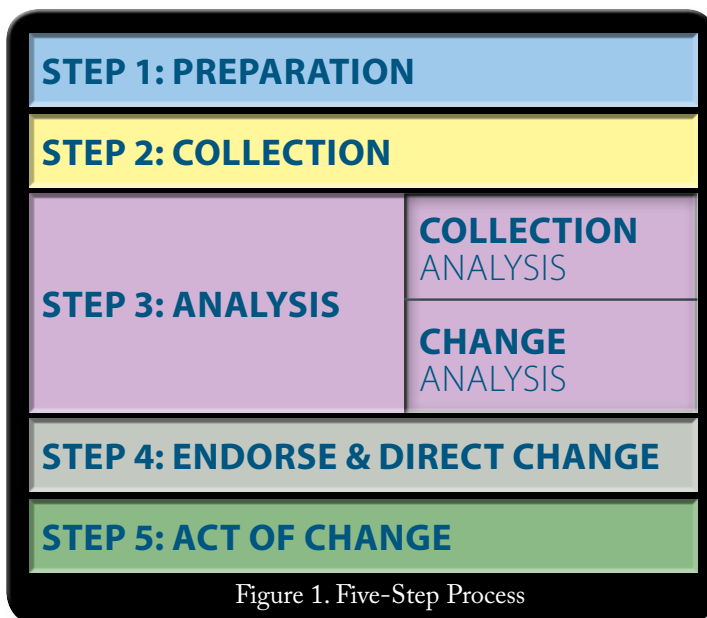 STEP 1: PREPARATION
STEP 2: COLLECTION
STEP 3: ANALYSIS
COLLECTION
ANALYSIS
CHANGE
ANALYSIS
STEP 4: ENDORSE & DIRECT CHANGE
STEP 5: ACT OF CHANGE
Figure 1. Five-Step Process